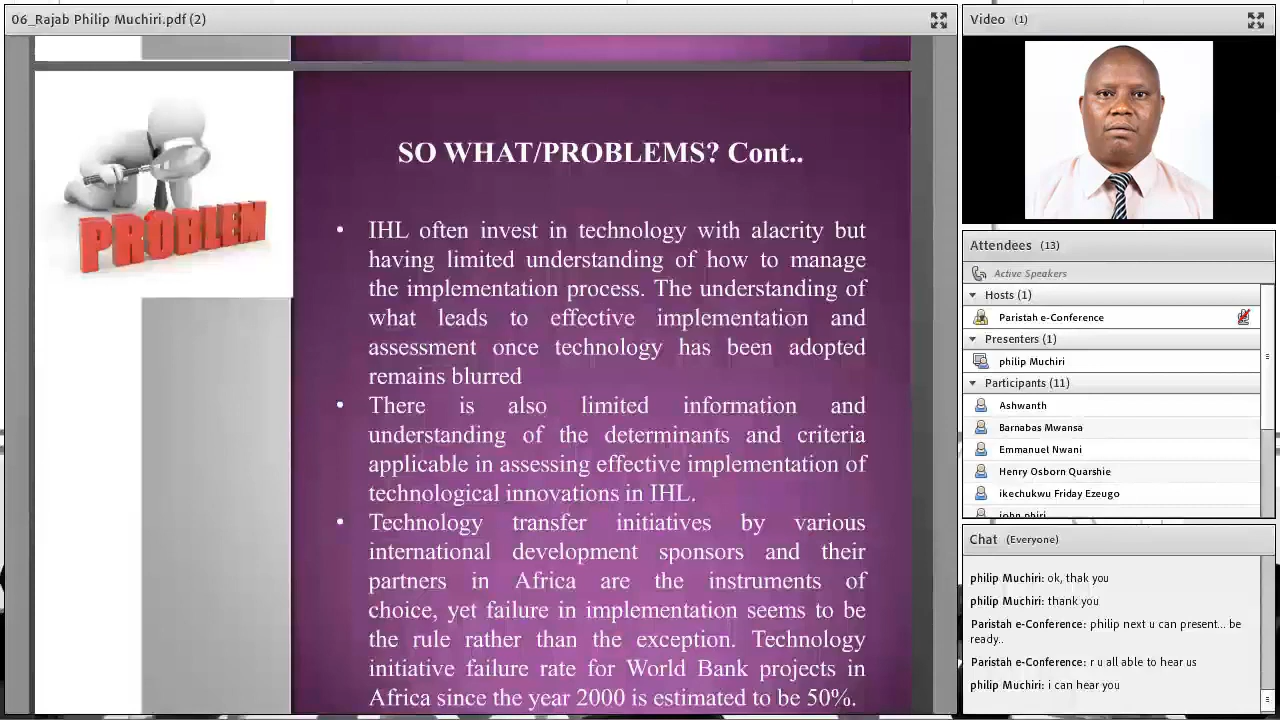 06_Rajab Philip Muchiri.pdf (2)
PROBLEM
SO WHAT/PROBLEMS? Cont..
• IHL often invest in technology with alacrity but
having limited understanding of how to manage
the implementation process. The understanding of
what leads to effective implementation and
assessment once technology has been adopted
remains blurred
• There is also limited information and
understanding of the determinants and criteria
applicable in assessing effective implementation of
technological innovations in IHL.
• Technology transfer initiatives by various
international development sponsors and their
partners in Africa are the instruments of
choice, yet failure in implementation seems to be
the rule rather than the exception. Technology
initiative failure rate for World Bank projects in
Africa since the year 2000 is estimated to be 50%.
Video (1)
Attendees (13)
Active Speakers
Hosts (1)
Paristah e-Conference
Presenters (1)
philip Muchiri
Participants (11)
Ashwanth
Barnabas Mwansa
Emmanuel Nwani
Henry Osborn Quarshie
ikechukwu Friday Ezeugo
john phiri
Chat (Everyone)
philip Muchiri: ok, thak you
philip Muchiri: thank you
Paristah e-Conference: philip next u can present... be
ready..
Paristah e-Conference: r u all able to hear us
philip Muchiri: i can hear you